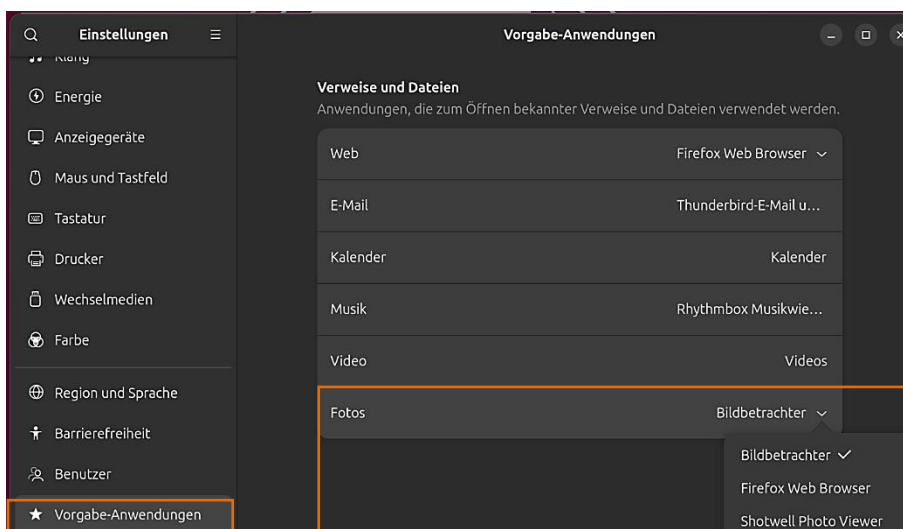 Einstellungen
Klang
Energie
Anzeigegeräte
Maus und Tastfeld
Tastatur
Drucker
Wechselmedien
Farbe
Region und Sprache
Barrierefreiheit
Benutzer
Vorgabe-Anwendungen
Vorgabe-Anwendungen
Verweise und Dateien
Anwendungen, die zum Öffnen bekannter Verweise und Dateien verwendet werden.
Web Firefox Web Browser
E-Mail Thunderbird-E-Mail u…
Kalender Kalender
Musik Rhythmbox Musikwie…
Video Videos
Fotos Bildbetrachter
Bildbetrachter
Firefox Web Browser
Shotwell Photo Viewer